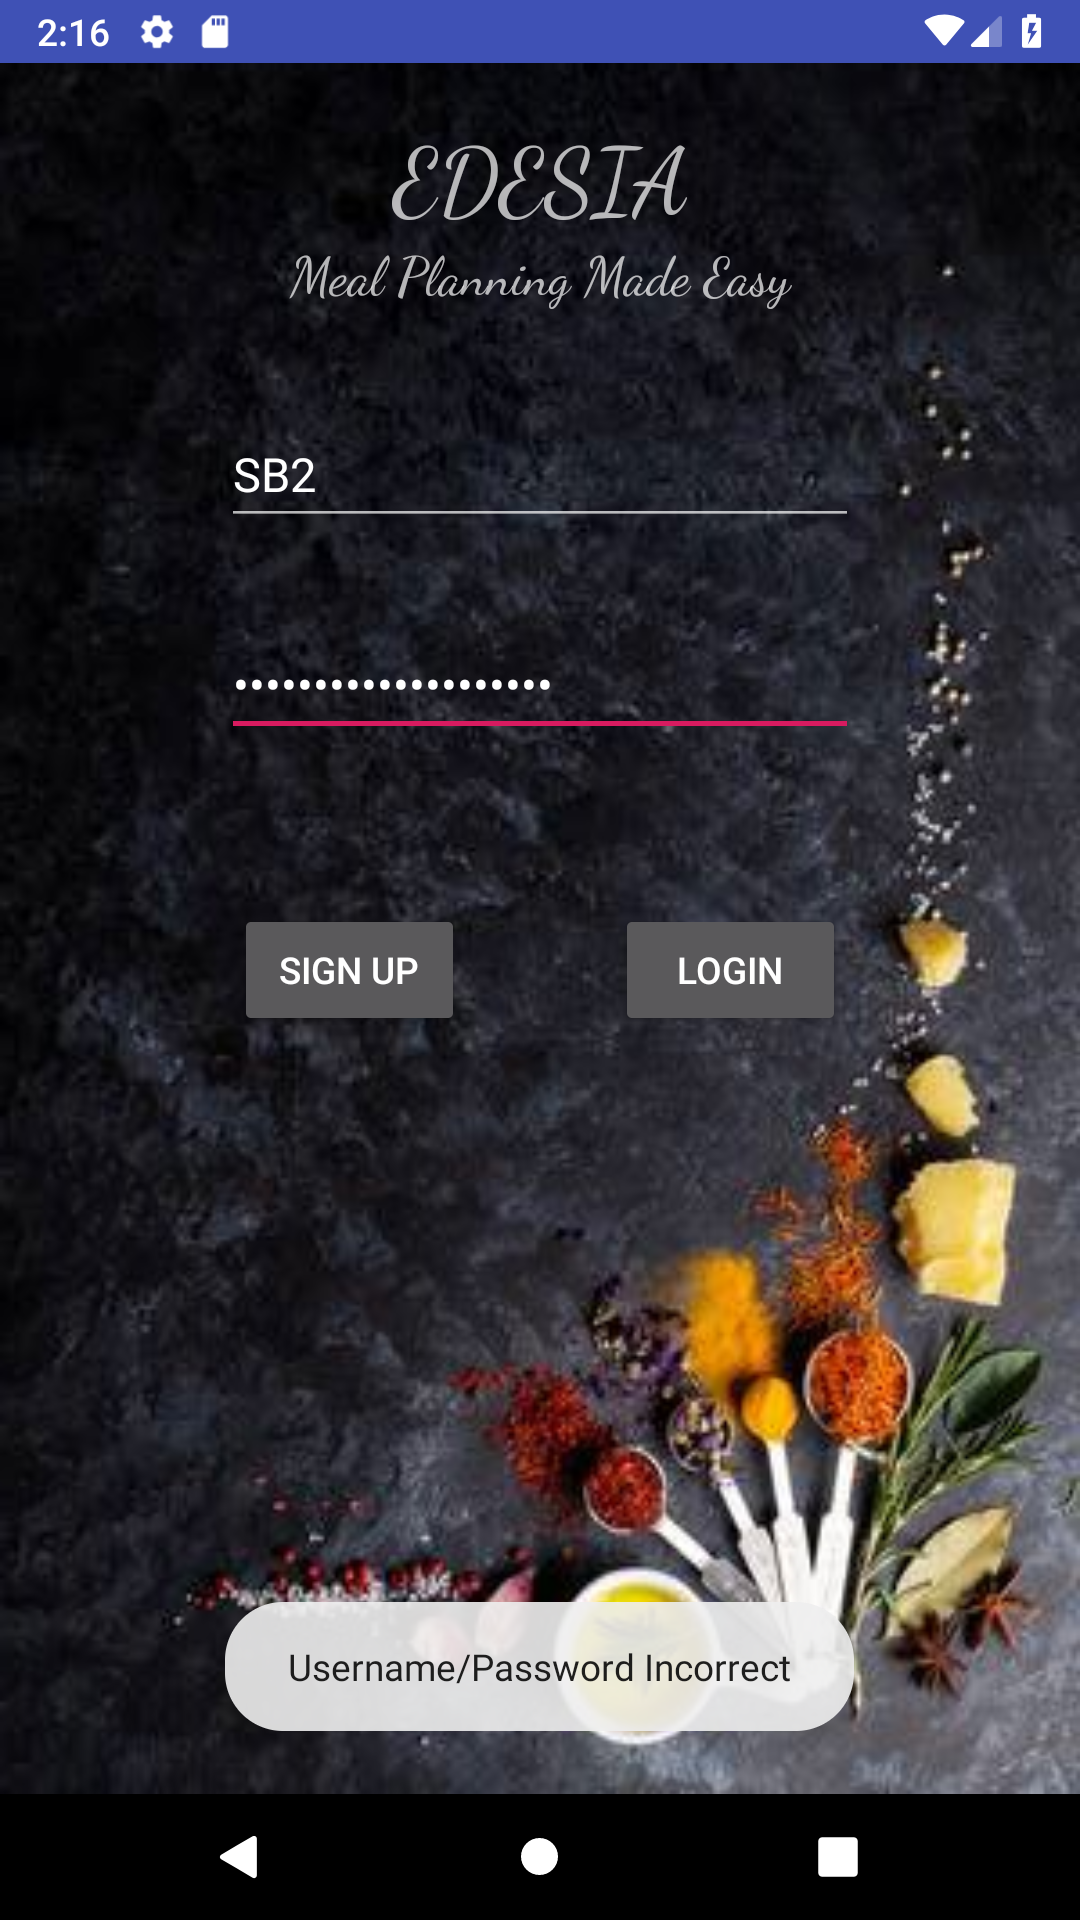 2:16
EDESIA
Meal Planning Made Easy
SB2
••••••••••••••••••••
SIGN UP
LOGIN
Username/Password Incorrect